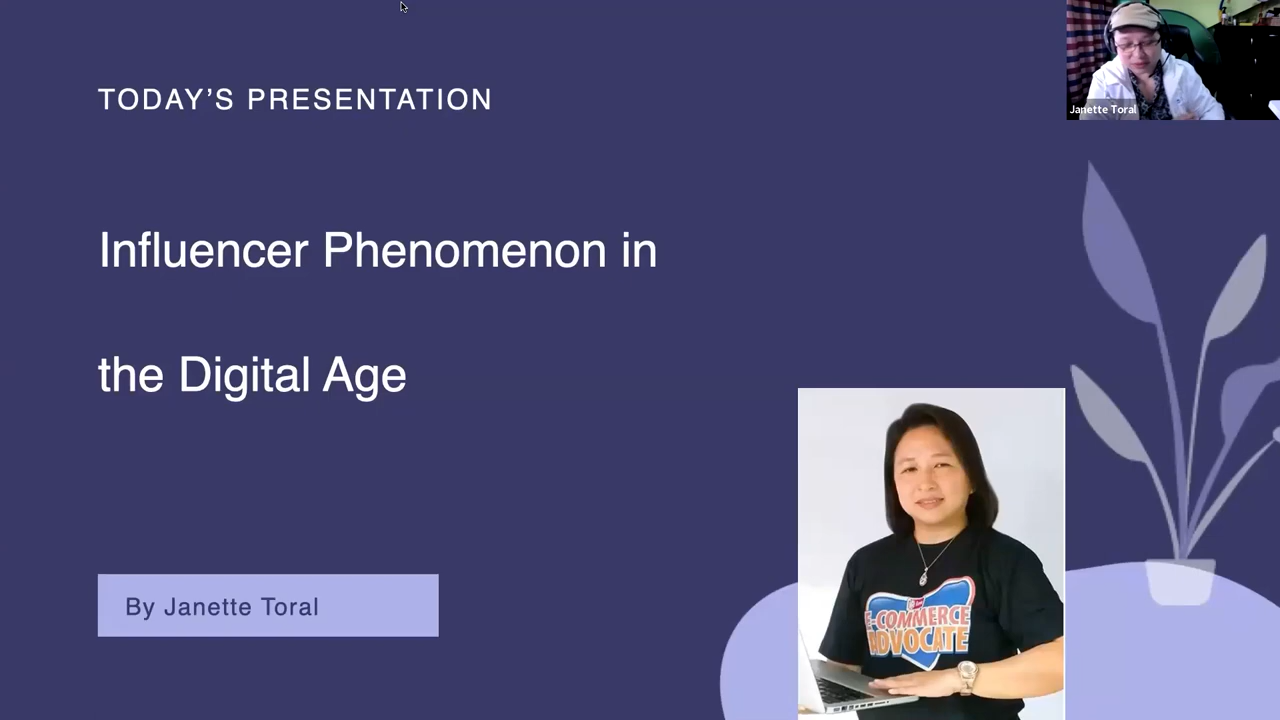 TODAY’S PRESENTATION
Janette Toral
Influencer Phenomenon in
the Digital Age
E-COMMERCE
ADVOCATE
By Janette Toral